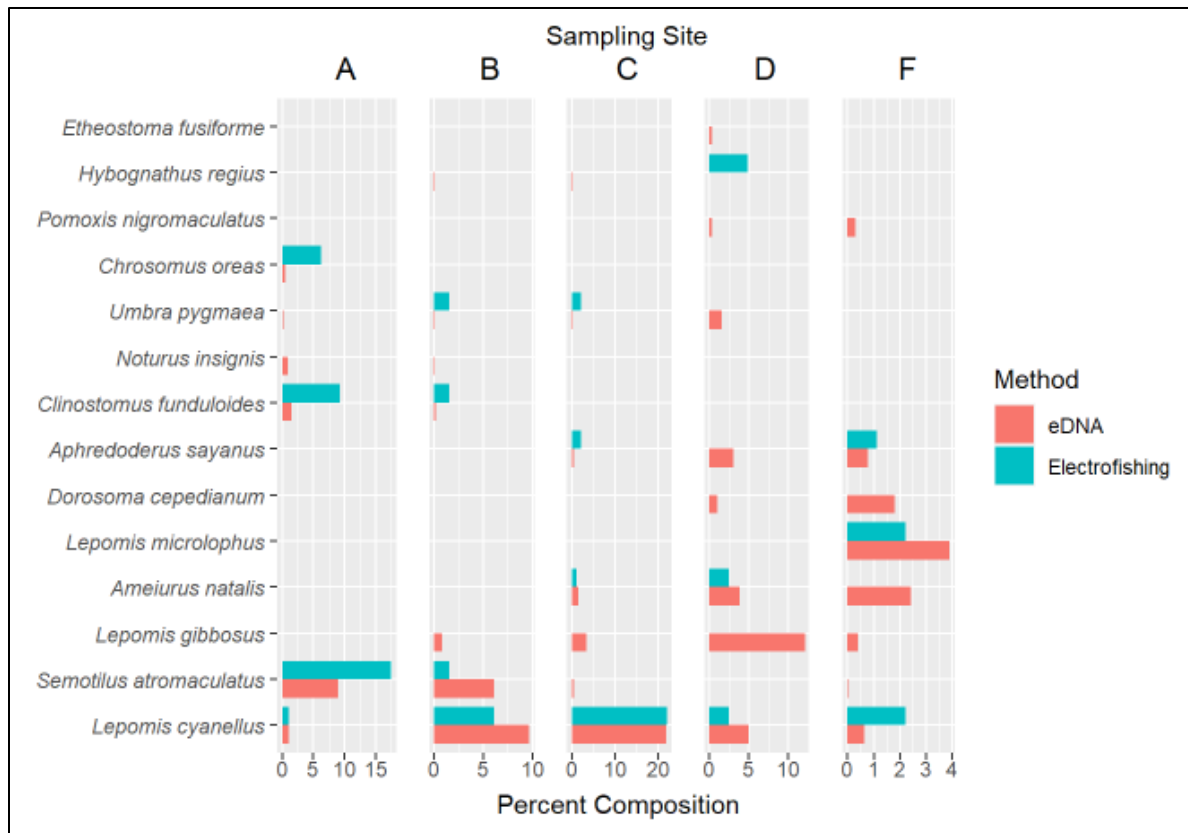 Sampling Site
A B C D F
Etheostoma fusiforme
Hybognathus regius
Pomoxis nigromaculatus
Chrosomus oreas
Umbra pygmaea
Noturus insignis
Clinostomus funduloides
Aphredoderus sayanus
Dorosoma cepedianum
Lepomis microlophus
Ameiurus natalis
Lepomis gibbosus
Semotilus atromaculatus
Lepomis cyanellus
0 5 10 15 0 5 10 0 10 20 0 5 10 0 1 2 3 4
Percent Composition
Method
eDNA
Electrofishing